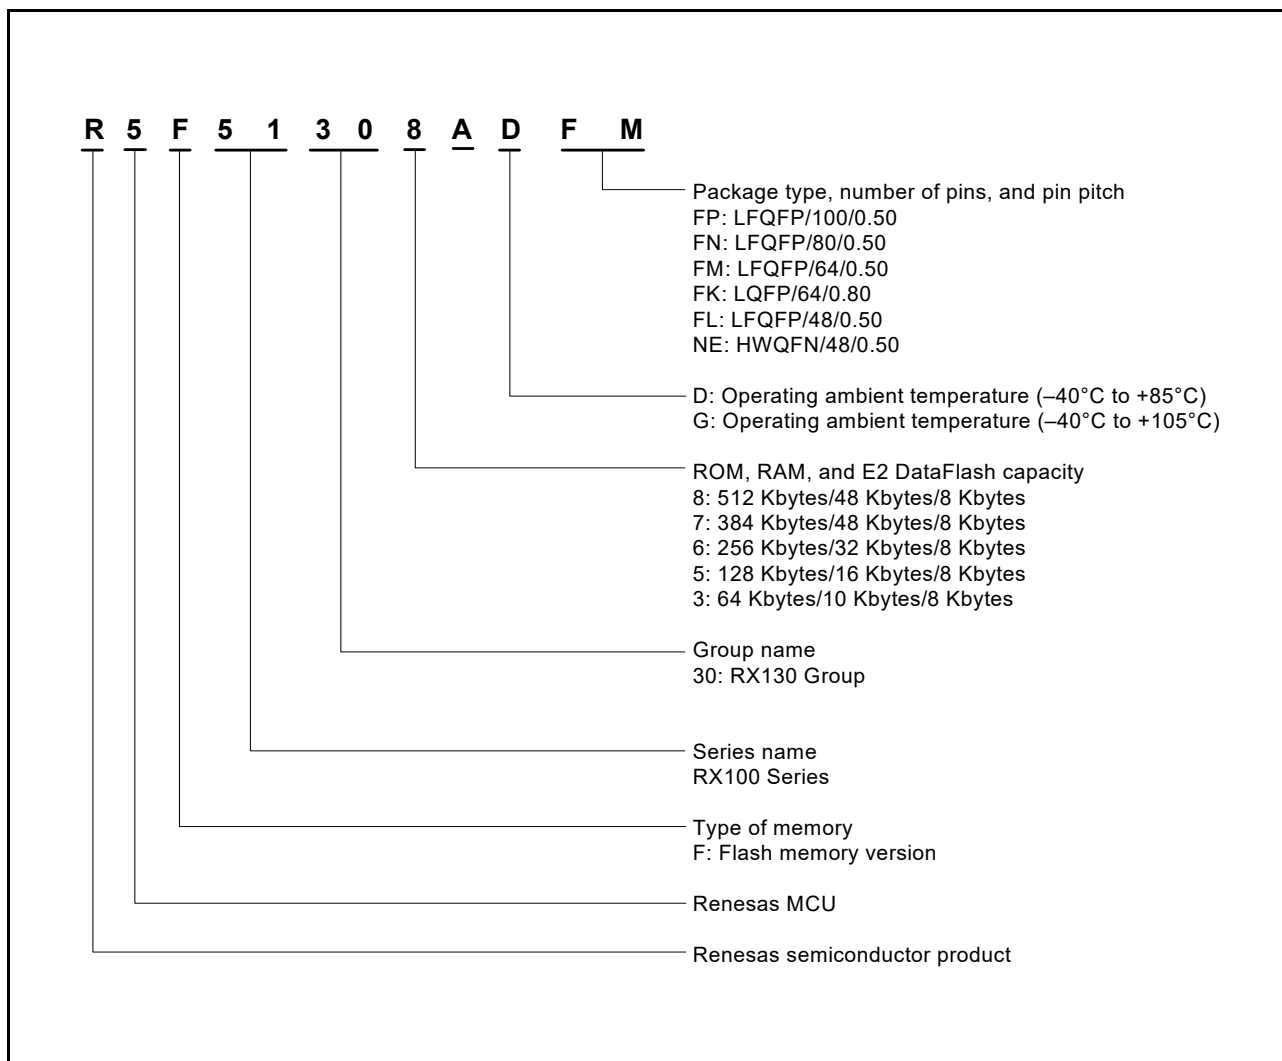 R 5 F 5 1 3 0 8 A D F M
Package type, number of pins, and pin pitch
FP: LFQFP/100/0.50
FN: LFQFP/80/0.50
FM: LFQFP/64/0.50
FK: LQFP/64/0.80
FL: LFQFP/48/0.50
NE: HWQFN/48/0.50
D: Operating ambient temperature (–40°C to +85°C)
G: Operating ambient temperature (–40°C to +105°C)
ROM, RAM, and E2 DataFlash capacity
8: 512 Kbytes/48 Kbytes/8 Kbytes
7: 384 Kbytes/48 Kbytes/8 Kbytes
6: 256 Kbytes/32 Kbytes/8 Kbytes
5: 128 Kbytes/16 Kbytes/8 Kbytes
3: 64 Kbytes/10 Kbytes/8 Kbytes
Group name
30: RX130 Group
Series name
RX100 Series
Type of memory
F: Flash memory version
Renesas MCU
Renesas semiconductor product